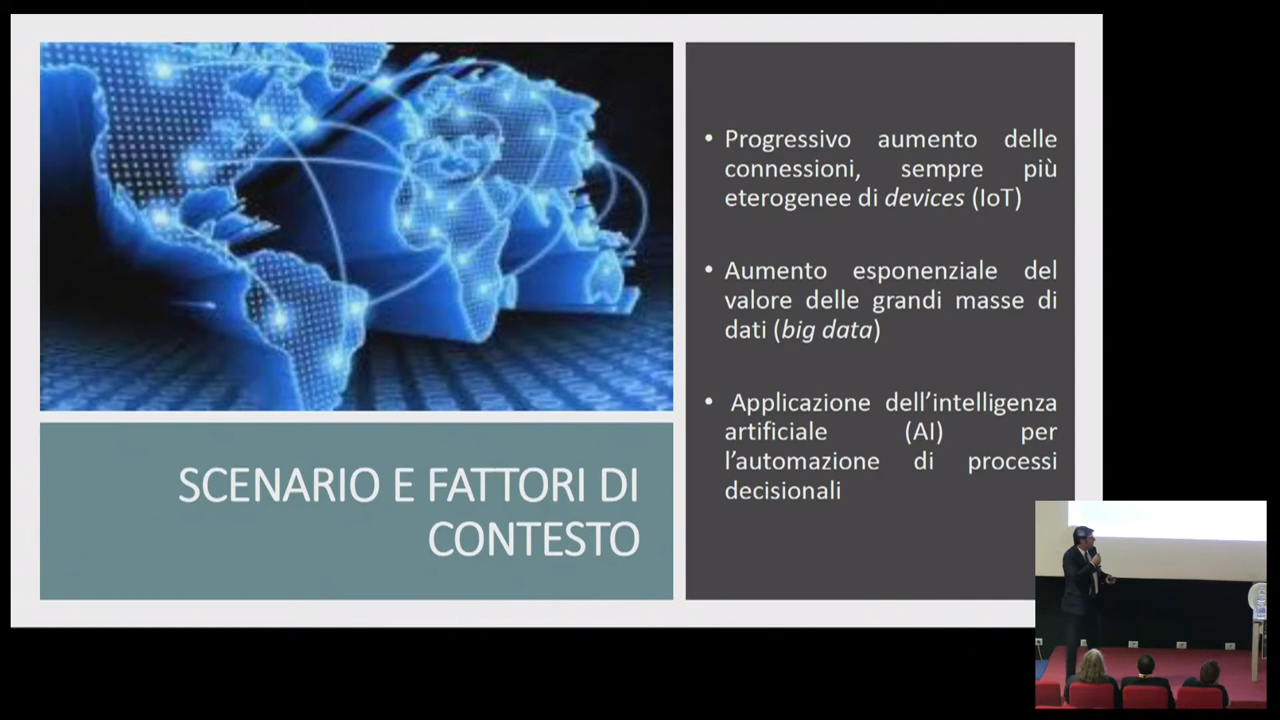 SCENARIO E FATTORI DI
CONTESTO
• Progressivo aumento delle
connessioni, sempre più
eterogenee di devices (IoT)
• Aumento esponenziale del
valore delle grandi masse di
dati (big data)
• Applicazione dell’intelligenza
artificiale (AI) per
l’automazione di processi
decisionali